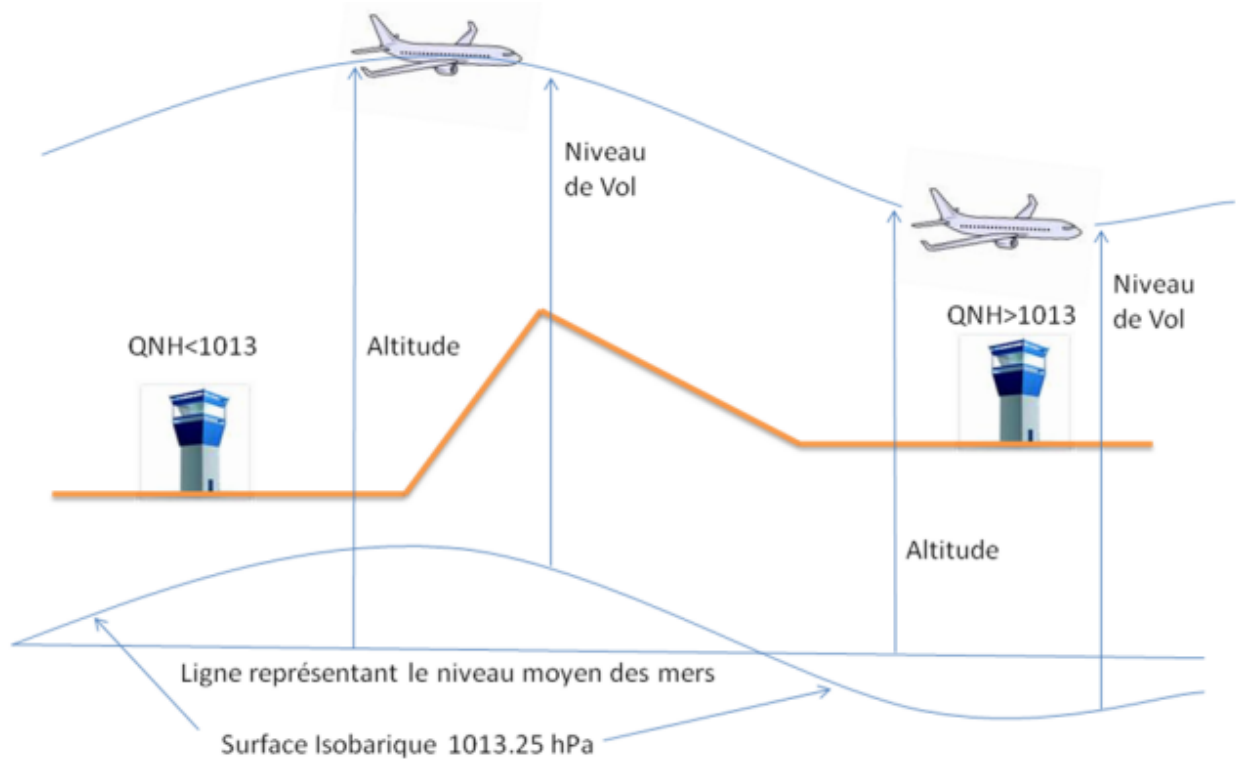 Niveau
de Vol
Niveau
de Vol
QNH<1013
Altitude
QNH>1013
Altitude
Ligne représentant le niveau moyen des mers
Surface Isobarique 1013.25 hPa